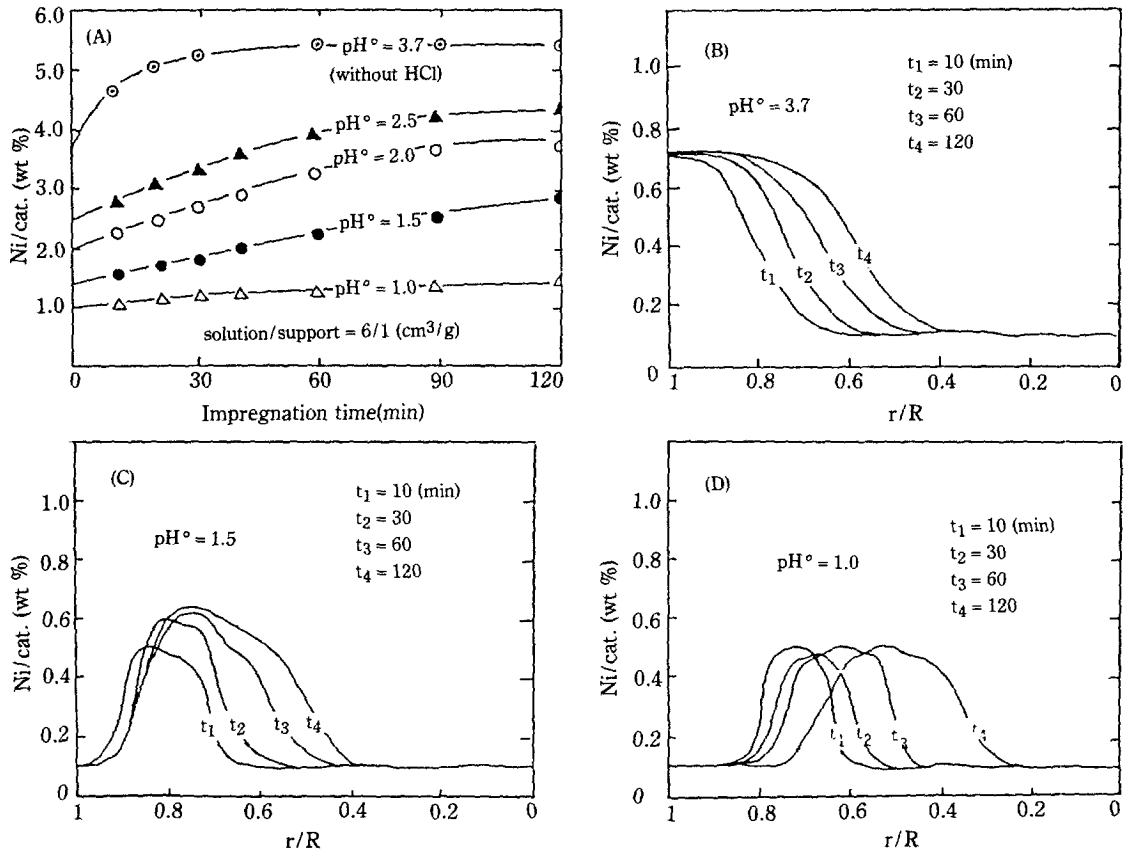 (A)
6.0
5.0
4.0
3.0
2.0
1.0
Ni/cat. (wt %)
pH° = 3.7
(without HCl)
pH° = 2.5
pH° = 2.0
pH° = 1.5
pH° = 1.0
solution/support = 6/1 (cm³/g)
0 30 60 90 120
Impregnation time(min)
(B)
1.0
0.8
0.6
0.4
0.2
0
Ni/cat. (wt %)
pH° = 3.7
t₁ = 10 (min)
t₂ = 30
t₃ = 60
t₄ = 120
t₁ t₂ t₃ t₄
1 0.8 0.6 0.4 0.2 0
r/R
(C)
1.0
0.8
0.6
0.4
0.2
0
Ni/cat. (wt %)
pH° = 1.5
t₁ = 10 (min)
t₂ = 30
t₃ = 60
t₄ = 120
t₁ t₂ t₃ t₄
1 0.8 0.6 0.4 0.2 0
r/R
(D)
1.0
0.8
0.6
0.4
0.2
0
Ni/cat. (wt %)
pH° = 1.0
t₁ = 10 (min)
t₂ = 30
t₃ = 60
t₄ = 120
t₁ t₂ t₃ t₄
1 0.8 0.6 0.4 0.2 0
r/R